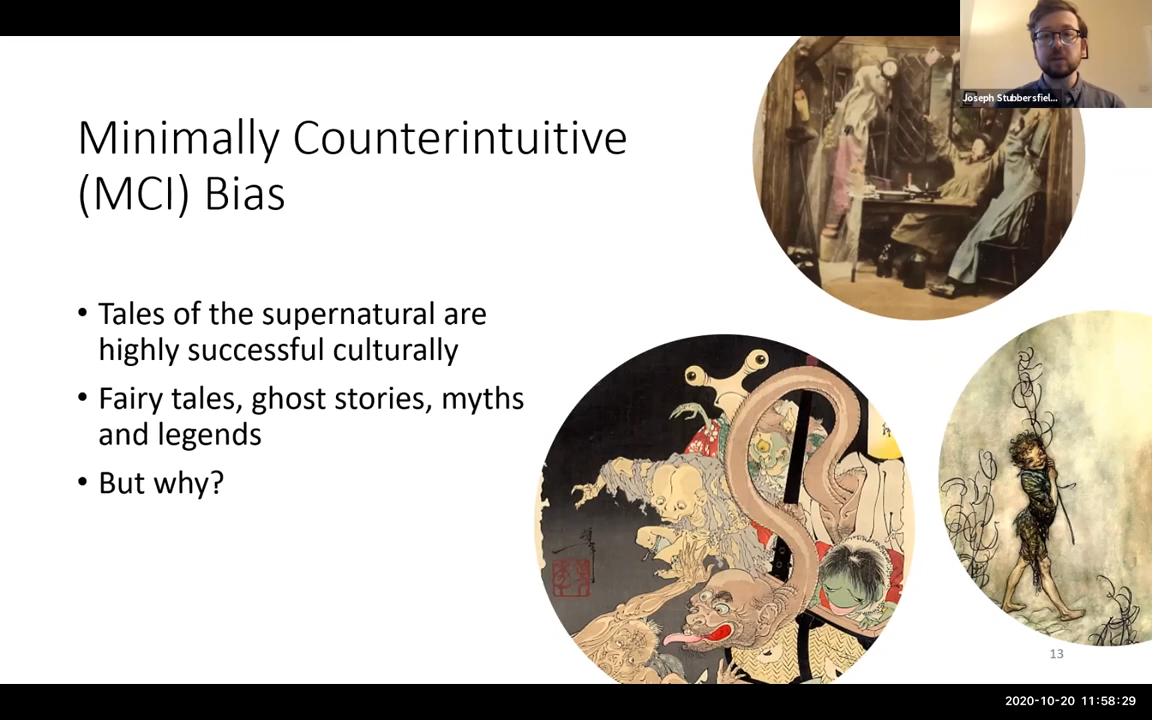 Joseph Stubbersfiel...
Minimally Counterintuitive
(MCI) Bias
• Tales of the supernatural are
highly successful culturally
• Fairy tales, ghost stories, myths
and legends
• But why?
13
2020-10-20 11:58:29